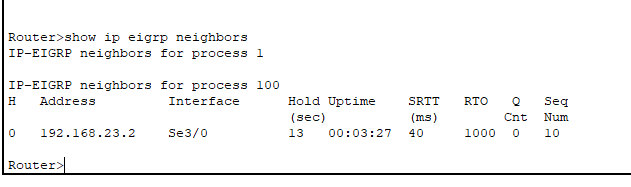 Router>show ip eigrp neighbors
IP-EIGRP neighbors for process 1
IP-EIGRP neighbors for process 100
H   Address         Interface      Hold Uptime    SRTT   RTO   Q   Seq
                                   (sec)          (ms)        Cnt  Num
0   192.168.23.2    Se3/0          13   00:03:27  40     1000  0   10
Router>